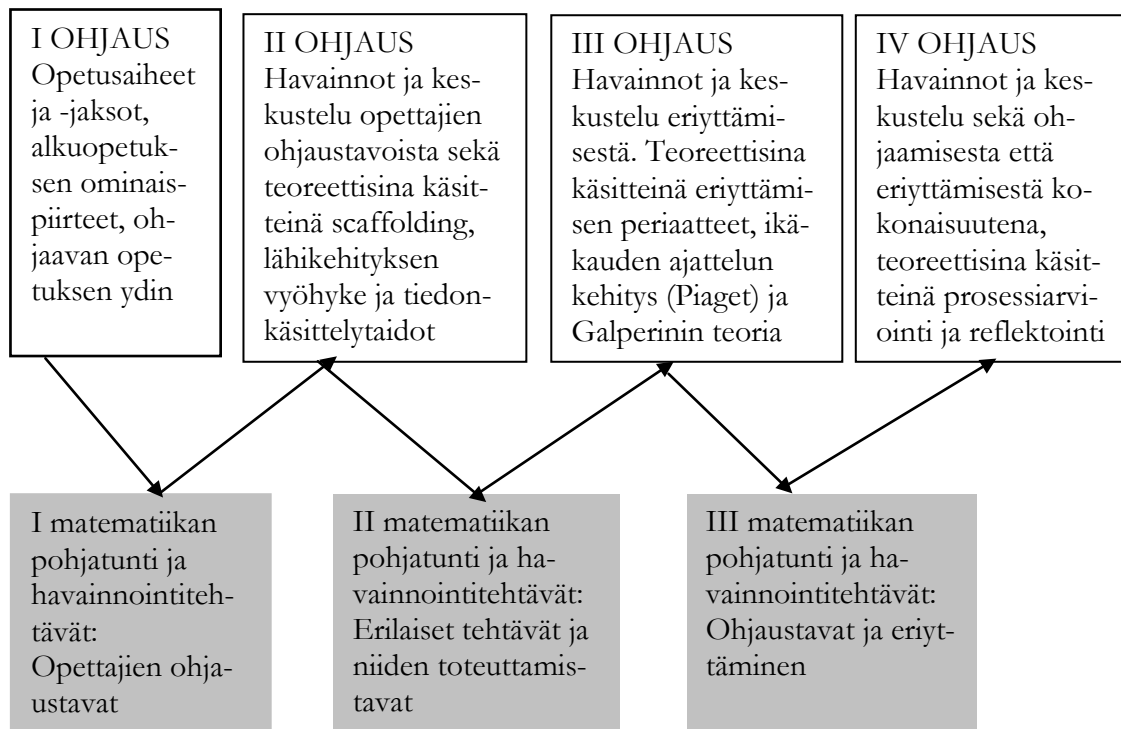 I OHJAUS
Opetusaiheet
ja -jaksot,
alkuopetuk-
sen ominais-
piirteet, oh-
jaavan ope-
tuksen ydin
II OHJAUS
Havainnot ja kes-
kustelu opettajien
ohjaustavoista sekä
teoreettisina käsit-
teinä scaffolding,
lähikehityksen
vyöhyke ja tiedon-
käsittelytaidot
III OHJAUS
Havainnot ja kes-
kustelu eriyttämi-
sestä. Teoreettisina
käsitteinä eriyttämi-
sen periaatteet, ikä-
kauden ajattelun
kehitys (Piaget) ja
Galperinin teoria
IV OHJAUS
Havainnot ja kes-
kustelu sekä oh-
jaamisesta että
eriyttämisestä ko-
konaisuutena,
teoreettisina käsit-
teinä prosessiarvi-
ointi ja reflektointi
I matematiikan
pohjatunti ja
havainnointiteh-
tävät:
Opettajien ohja-
ustavat
II matematiikan
pohjatunti ja ha-
vainnointitehtävät:
Erilaiset tehtävät ja
niiden toteuttamis-
tavat
III matematiikan
pohjatunti ja ha-
vainnointitehtävät:
Ohjaustavat ja eriyt-
täminen